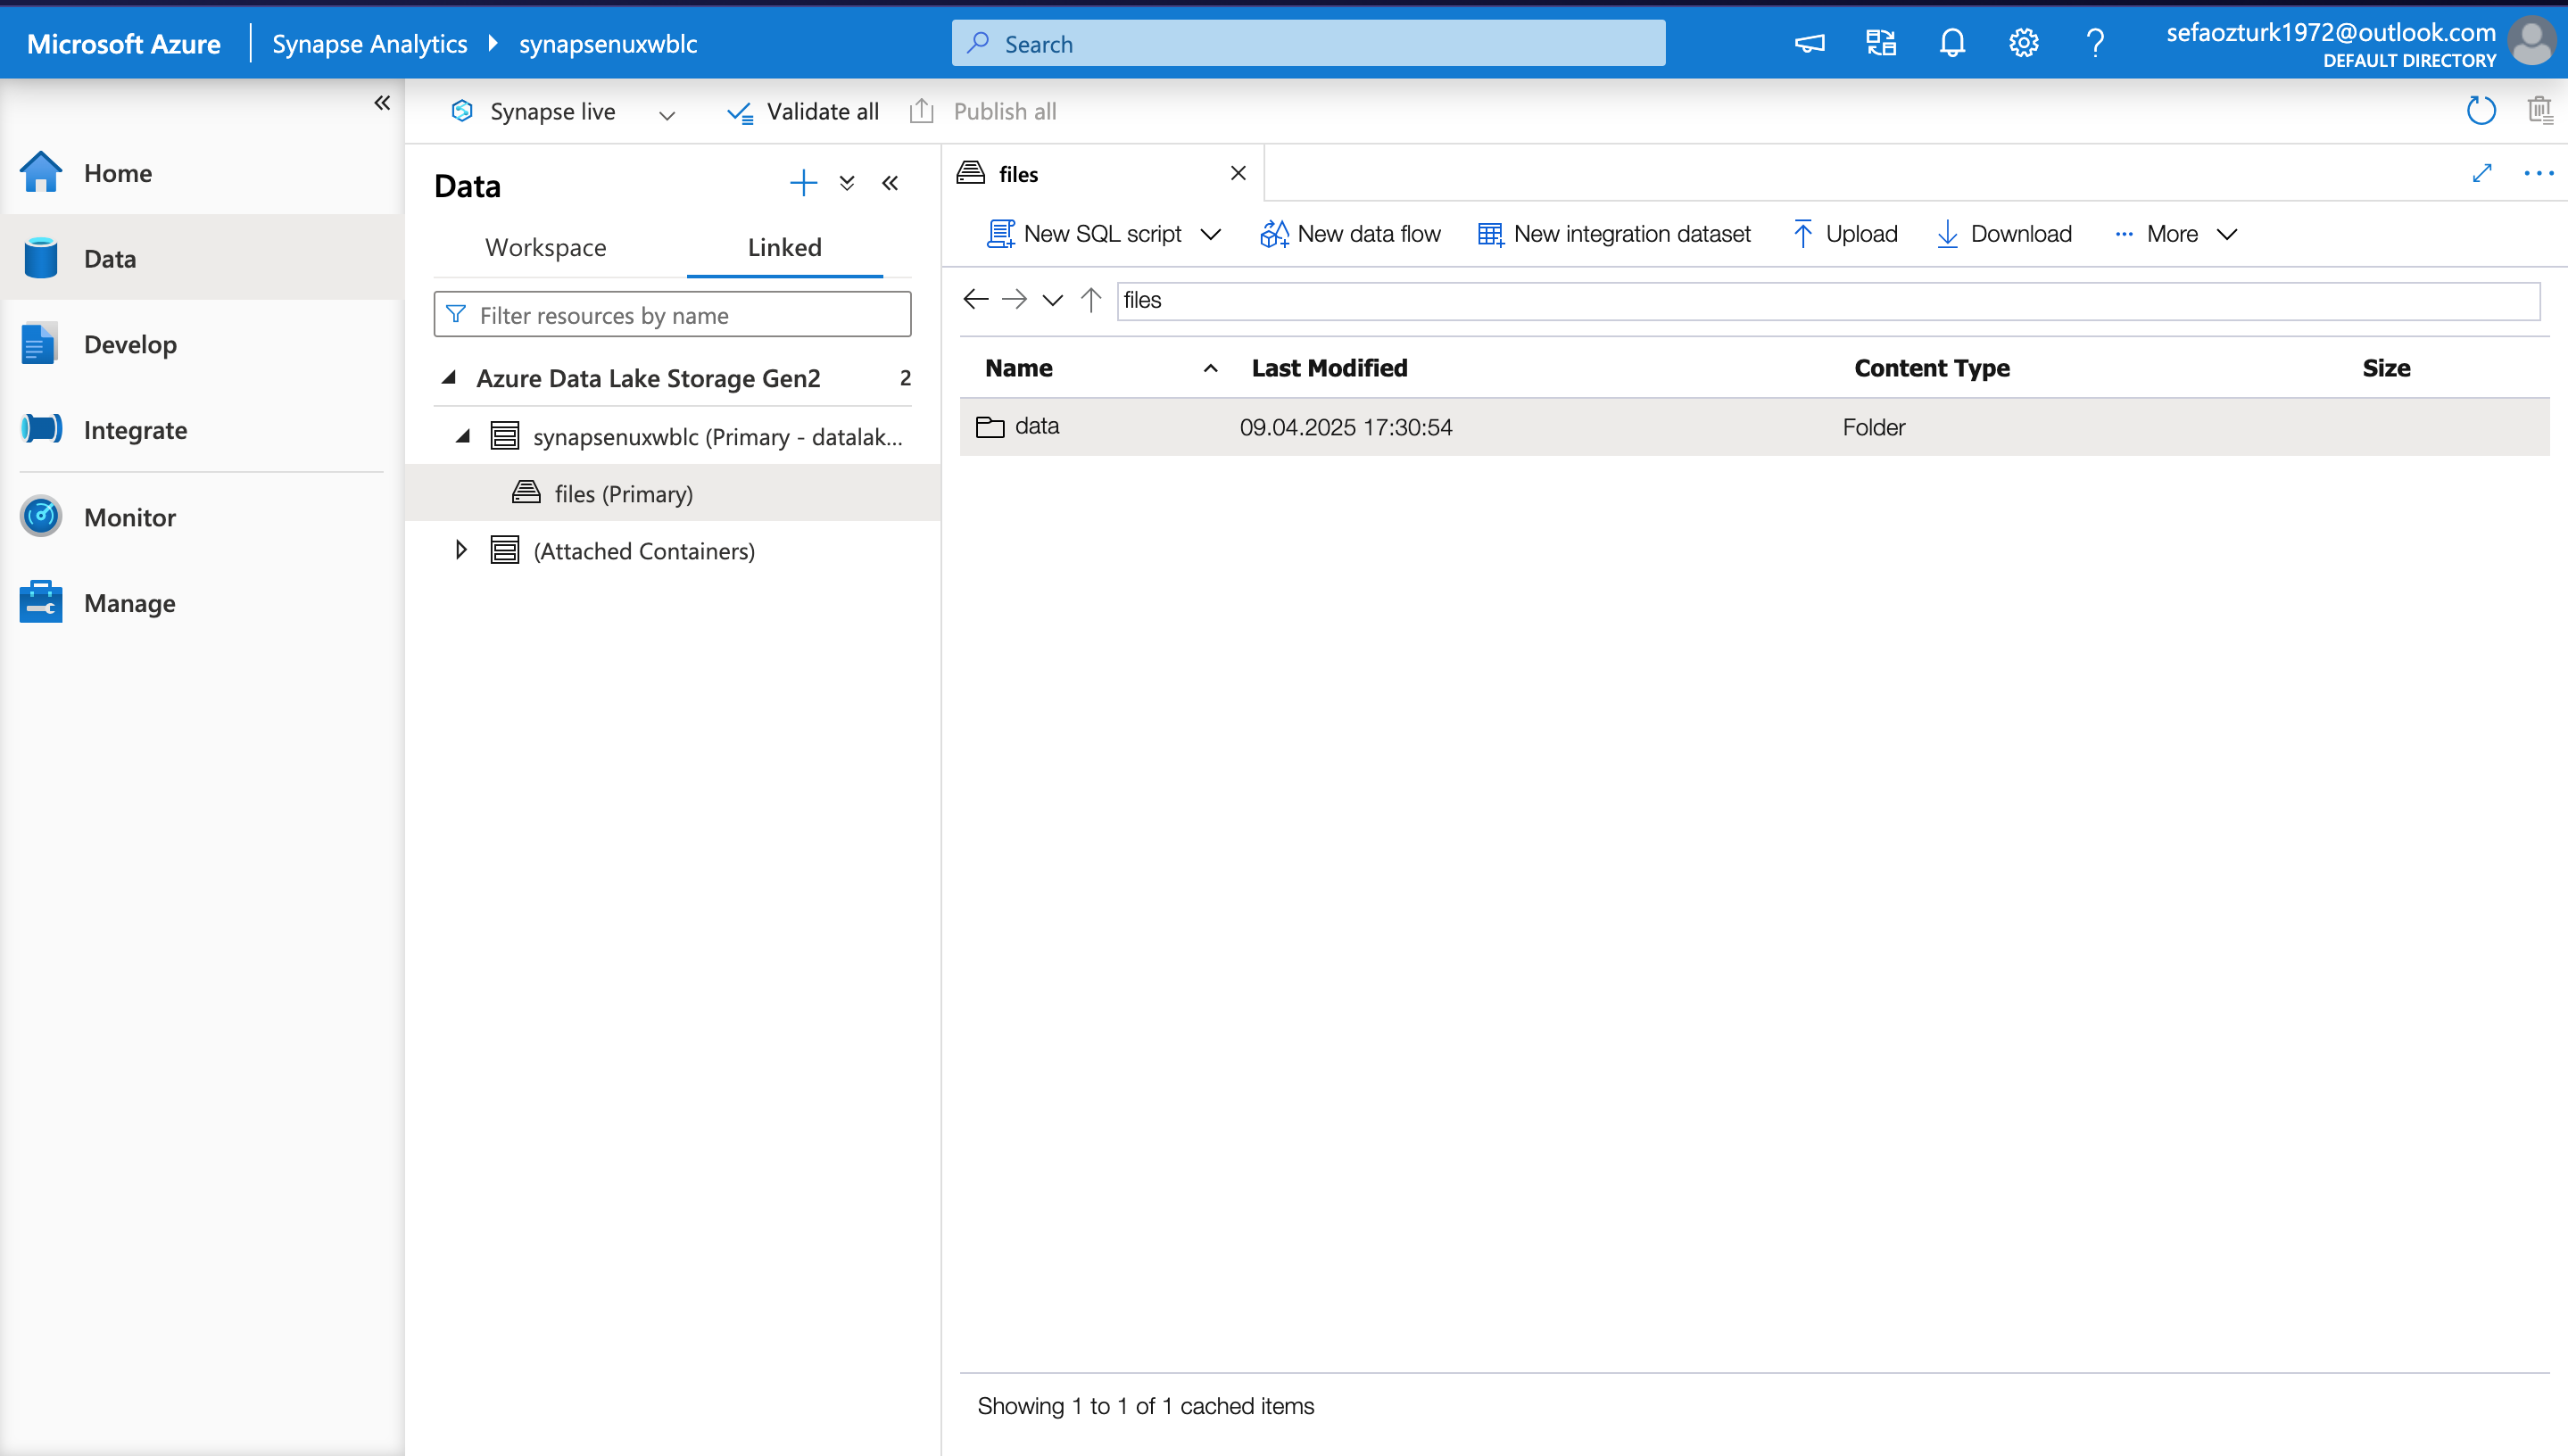 Microsoft Azure
Synapse Analytics
synapsenuxwblc
Search
sefaozturk1972@outlook.com
DEFAULT DIRECTORY
Synapse live
Validate all
Publish all
Home
Data
Develop
Integrate
Monitor
Manage
Data
Workspace
Linked
Filter resources by name
Azure Data Lake Storage Gen2 2
synapsenuxwblc (Primary - datalak...
files (Primary)
(Attached Containers)
files
New SQL script
New data flow
New integration dataset
Upload
Download
More
files
Name Last Modified Content Type Size
data 09.04.2025 17:30:54 Folder
Showing 1 to 1 of 1 cached items